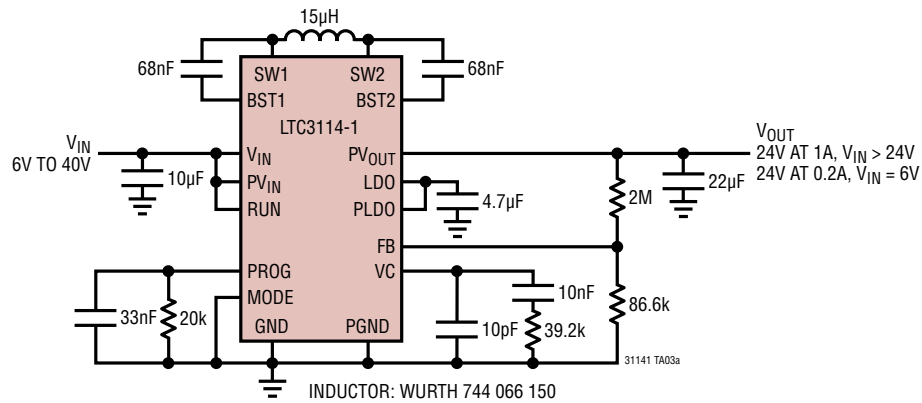 15µH
68nF
SW1
SW2
68nF
BST1
BST2
LTC3114-1
VIN
6V TO 40V
VIN
PVOUT
VOUT
24V AT 1A, VIN > 24V
24V AT 0.2A, VIN = 6V
10µF
PVIN
LDO
22µF
4.7µF
2M
RUN
PLDO
FB
PROG
VC
10nF
MODE
86.6k
33nF
20k
10pF
39.2k
GND
PGND
31141 TA03a
INDUCTOR: WURTH 744 066 150